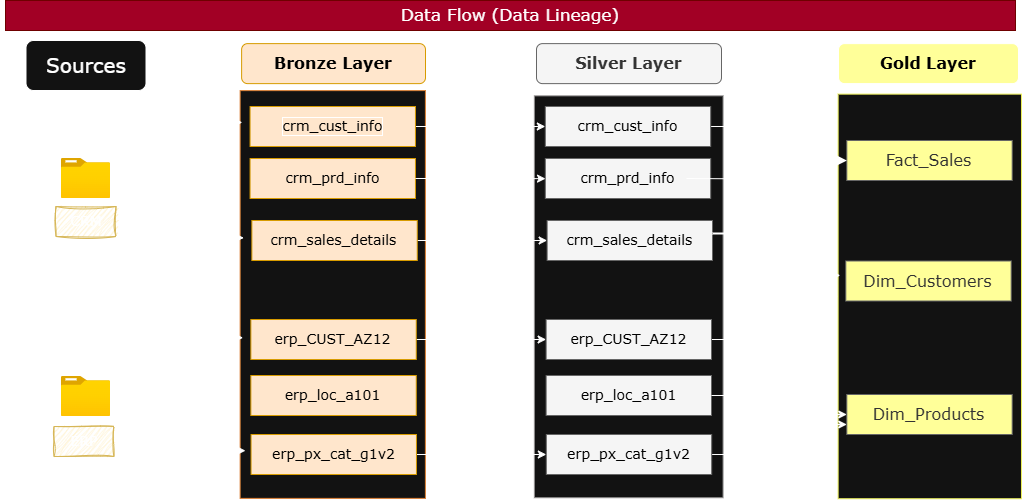 Data Flow (Data Lineage)
Sources
Bronze Layer
Silver Layer
Gold Layer
crm_cust_info
crm_prd_info
crm_sales_details
erp_CUST_AZ12
erp_loc_a101
erp_px_cat_g1v2
crm_cust_info
crm_prd_info
crm_sales_details
erp_CUST_AZ12
erp_loc_a101
erp_px_cat_g1v2
Fact_Sales
Dim_Customers
Dim_Products